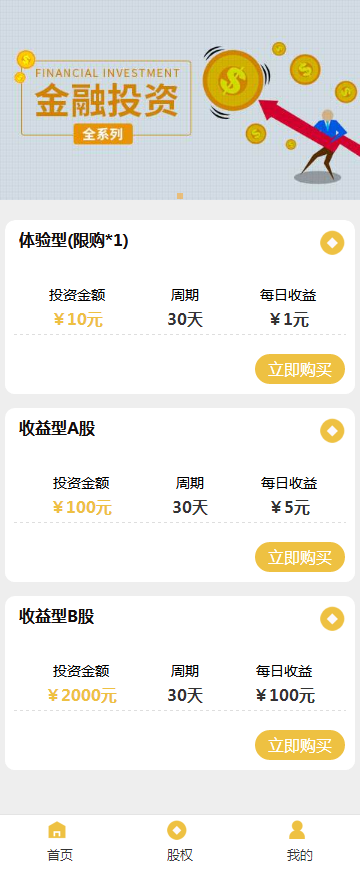 FINANCIAL INVESTMENT
金融投资
全系列
体验型(限购*1)
投资金额 周期 每日收益
￥10元 30天 ￥1元
立即购买
收益型A股
投资金额 周期 每日收益
￥100元 30天 ￥5元
立即购买
收益型B股
投资金额 周期 每日收益
￥2000元 30天 ￥100元
立即购买
首页 股权 我的